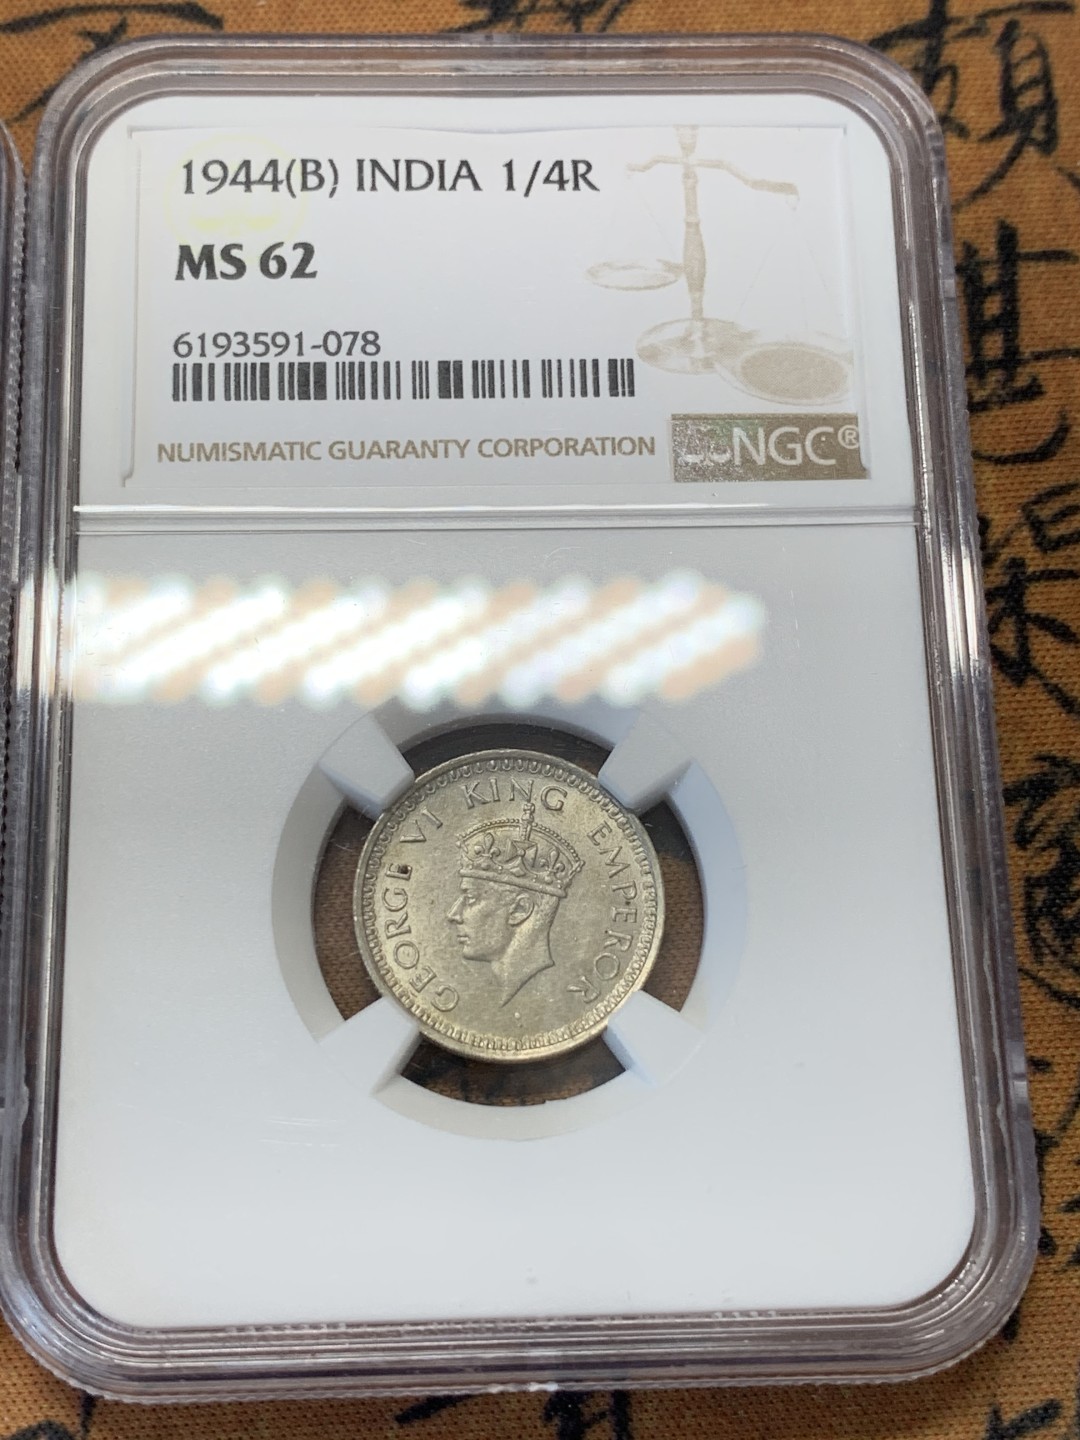 1944(B) INDIA 1/4R
MS 62
6193591-078
NUMISMATIC GUARANTY CORPORATION
NGC®
GEORGE VI KING EMPEROR